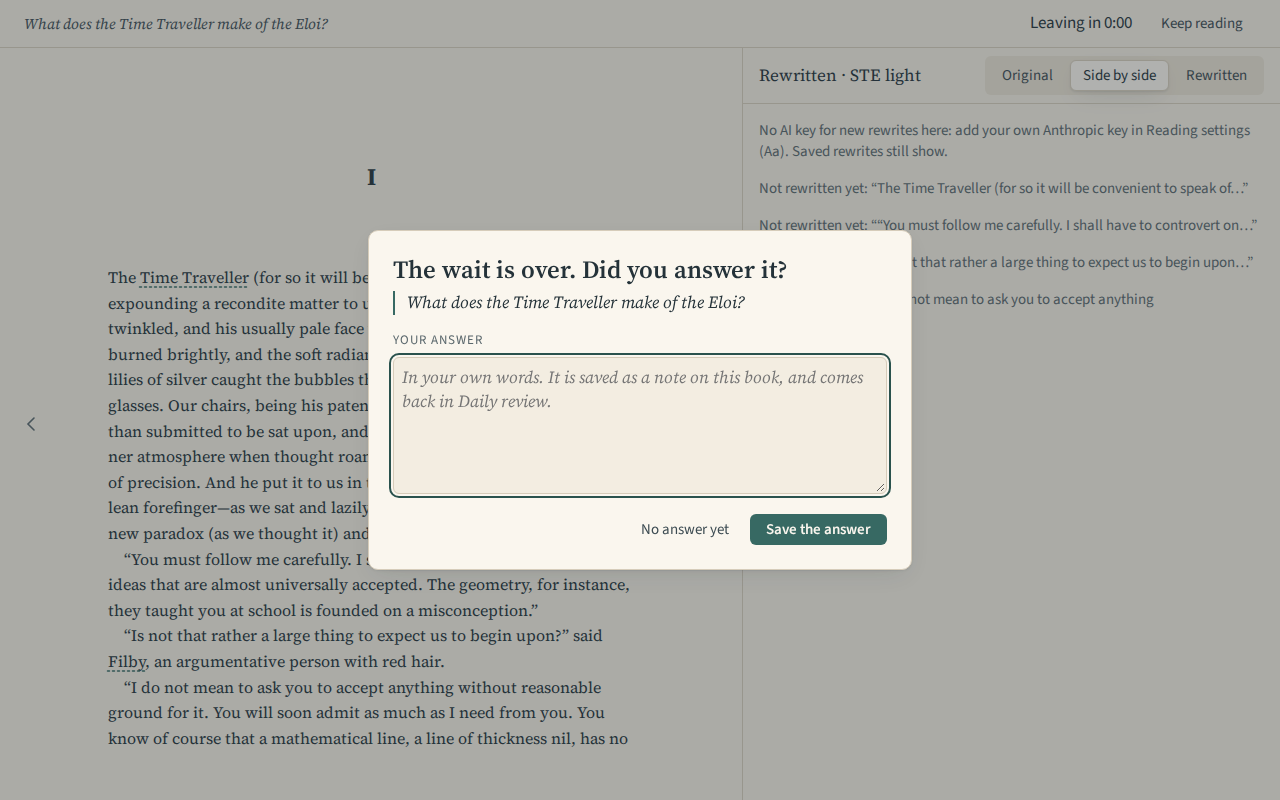 What does the Time Traveller make of the Eloi?
Leaving in 0:00
Keep reading
I
The Time Traveller (for so it will be
expounding a recondite matter to u
twinkled, and his usually pale face
burned brightly, and the soft radian
lilies of silver caught the bubbles th
glasses. Our chairs, being his paten
than submitted to be sat upon, and
ner atmosphere when thought roam
of precision. And he put it to us in
lean forefinger—as we sat and lazily
new paradox (as we thought it) and
“You must follow me carefully. I s
ideas that are almost universally accepted. The geometry, for instance,
they taught you at school is founded on a misconception.”
“Is not that rather a large thing to expect us to begin upon?” said
Filby, an argumentative person with red hair.
“I do not mean to ask you to accept anything without reasonable
ground for it. You will soon admit as much as I need from you. You
know of course that a mathematical line, a line of thickness nil, has no
Rewritten · STE light
Original
Side by side
Rewritten
No AI key for new rewrites here: add your own Anthropic key in Reading settings
(Aa). Saved rewrites still show.
Not rewritten yet: “The Time Traveller (for so it will be convenient to speak of…”
Not rewritten yet: ““You must follow me carefully. I shall have to controvert on…”
t that rather a large thing to expect us to begin upon…”
not mean to ask you to accept anything
The wait is over. Did you answer it?
What does the Time Traveller make of the Eloi?
YOUR ANSWER
In your own words. It is saved as a note on this book, and comes
back in Daily review.
No answer yet
Save the answer